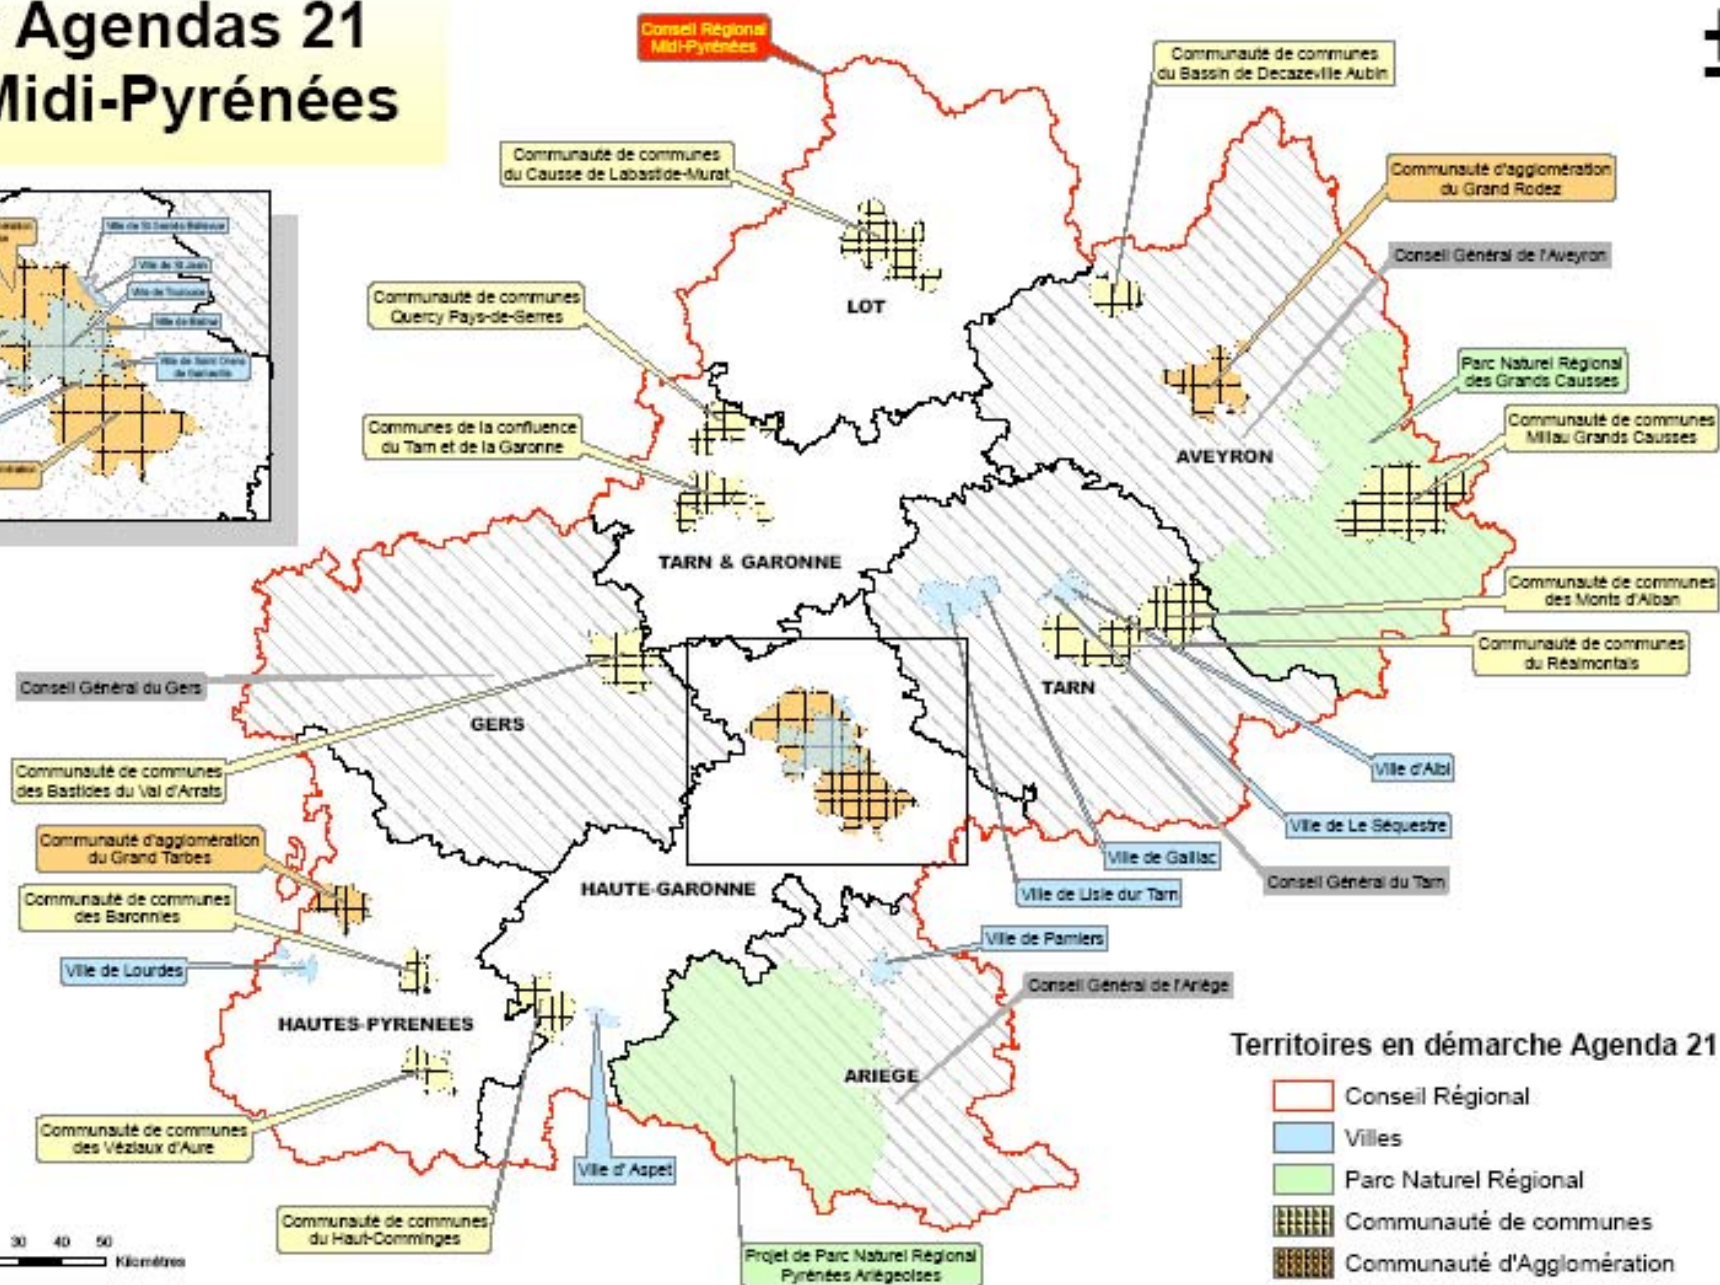 Agendas 21
Midi-Pyrénées
Conseil Régional
Midi-Pyrénées
Communauté de communes
du Bassin de Decazeville Aubin
Communauté de communes
du Causse de Labastide-Murat
Communauté d'agglomération
du Grand Rodez
Conseil Général de l'Aveyron
Ville de St Jean
Ville de Toulouse
Communauté de communes
Quercy Pays-de-Serres
LOT
Parc Naturel Régional
des Grands Causses
Communes de la confluence
du Tarn et de la Garonne
Communauté de communes
Millau Grands Causses
AVEYRON
TARN & GARONNE
Communauté de communes
des Monts d'Alban
Communauté de communes
du Réalmontais
Conseil Général du Gers
TARN
GERS
Communauté de communes
des Bastides du Val d'Arrats
Ville d'Albi
Ville de Le Séquestre
Communauté d'agglomération
du Grand Tarbes
Ville de Gaillac
Conseil Général du Tarn
HAUTE-GARONNE
Ville de Lisle dur Tarn
Communauté de communes
des Baronnies
Ville de Pamiers
Ville de Lourdes
Conseil Général de l'Ariège
HAUTES-PYRENEES
ARIEGE
Communauté de communes
des Véziaux d'Aure
Ville d' Aspet
Communauté de communes
du Haut-Comminges
Projet de Parc Naturel Régional
Pyrénées Ariégeoises
30 40 50
Kilomètres
Territoires en démarche Agenda 21
Conseil Régional
Villes
Parc Naturel Régional
Communauté de communes
Communauté d'Agglomération